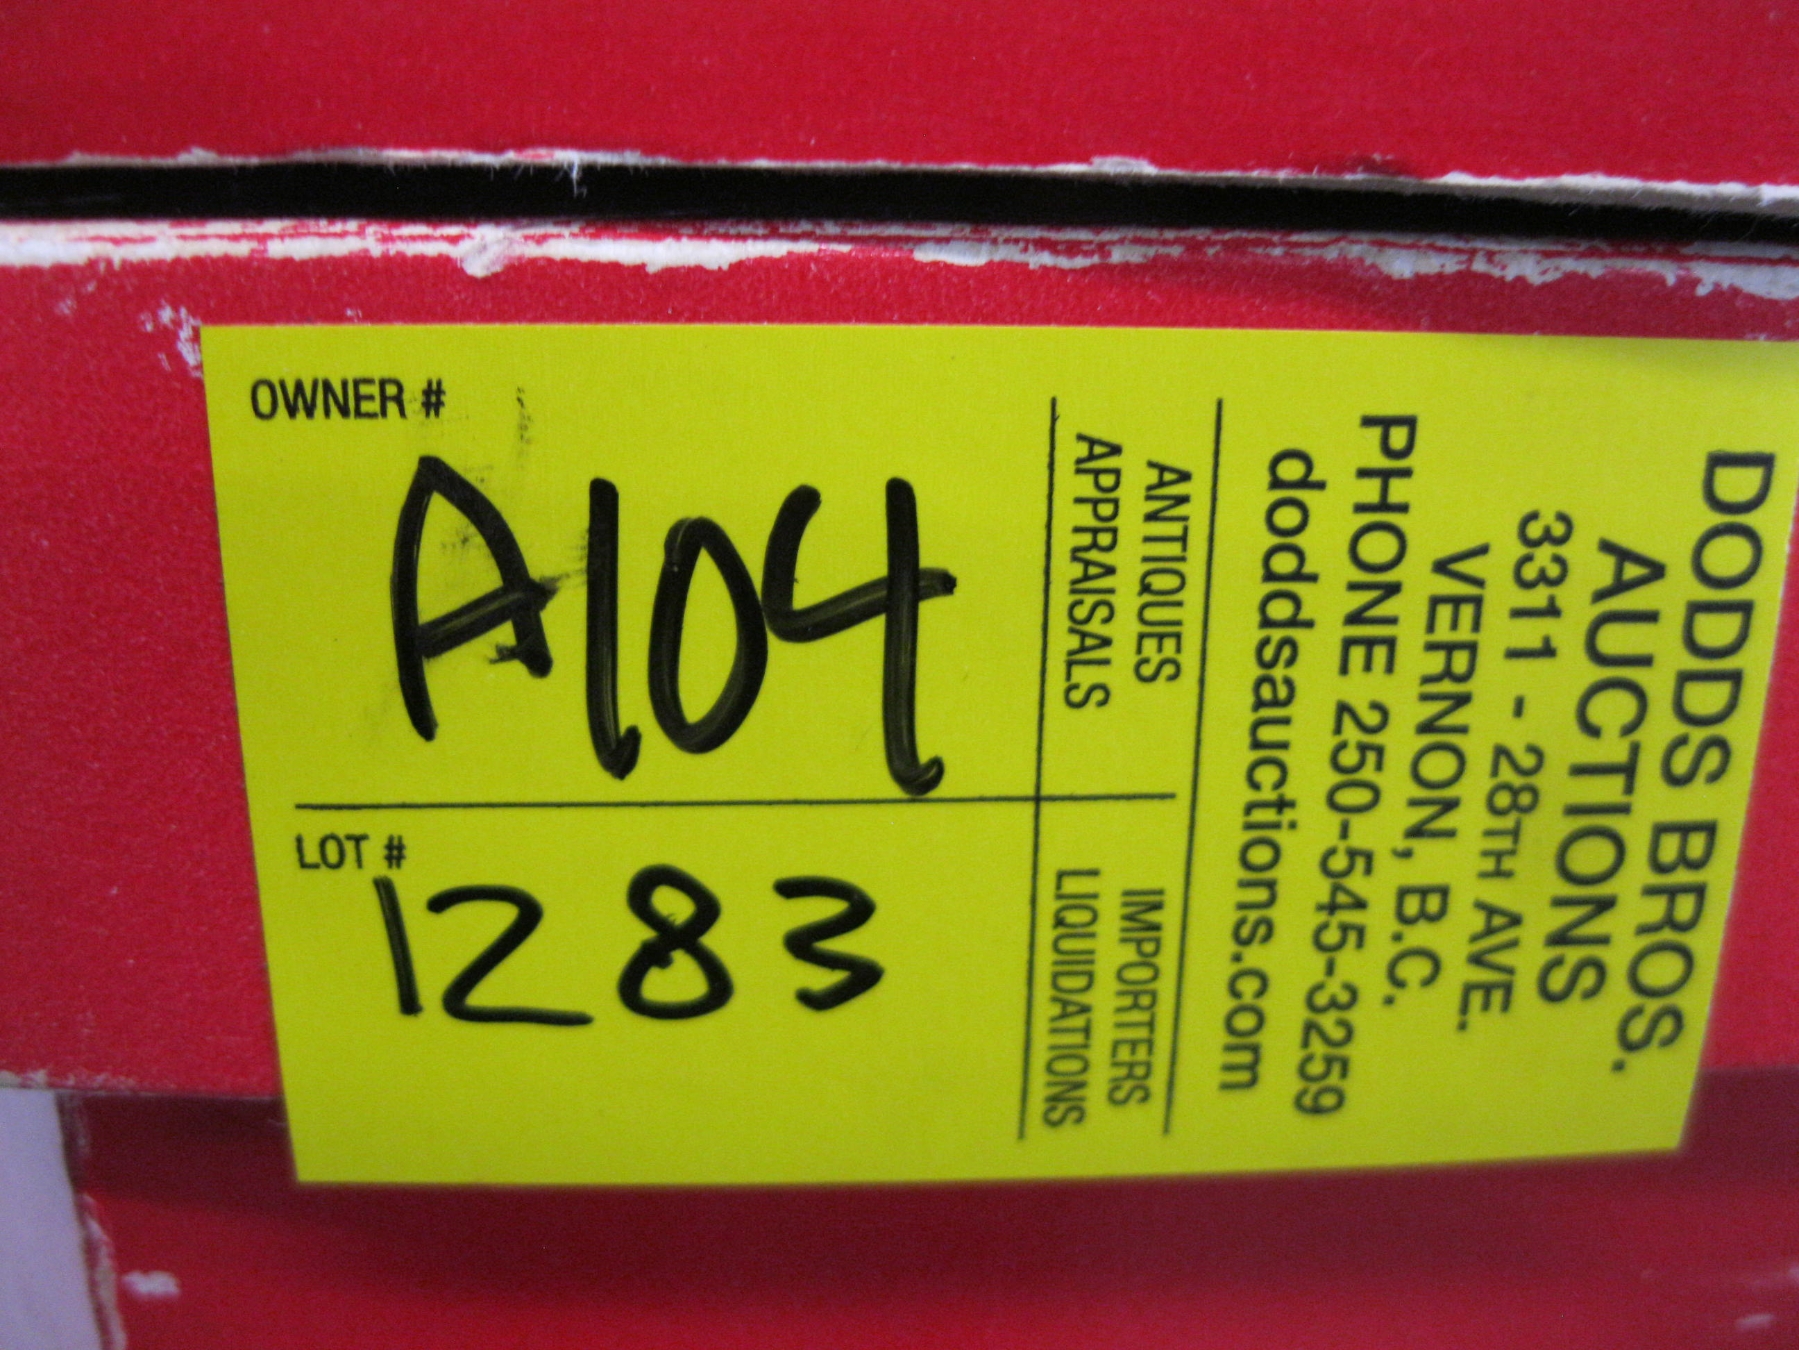 OWNER #
A104
LOT #
1283
DODDS BROS.
AUCTIONS
3311 - 28TH AVE.
VERNON, B.C.
PHONE 250-545-3259
doddsauctions.com
ANTIQUES
APPRAISALS
IMPORTERS
LIQUIDATIONS